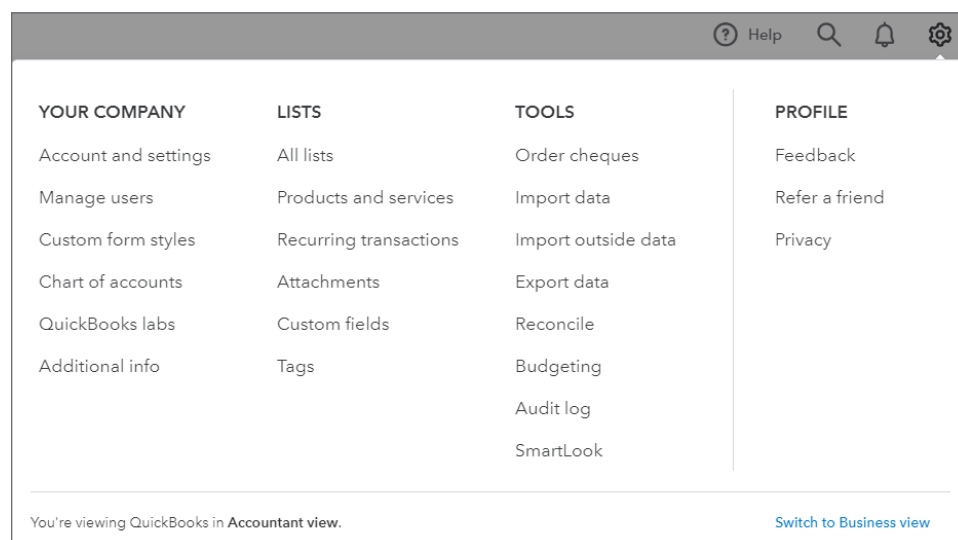 Help
YOUR COMPANY
Account and settings
Manage users
Custom form styles
Chart of accounts
QuickBooks labs
Additional info
LISTS
All lists
Products and services
Recurring transactions
Attachments
Custom fields
Tags
TOOLS
Order cheques
Import data
Import outside data
Export data
Reconcile
Budgeting
Audit log
SmartLook
PROFILE
Feedback
Refer a friend
Privacy
You're viewing QuickBooks in Accountant view.
Switch to Business view